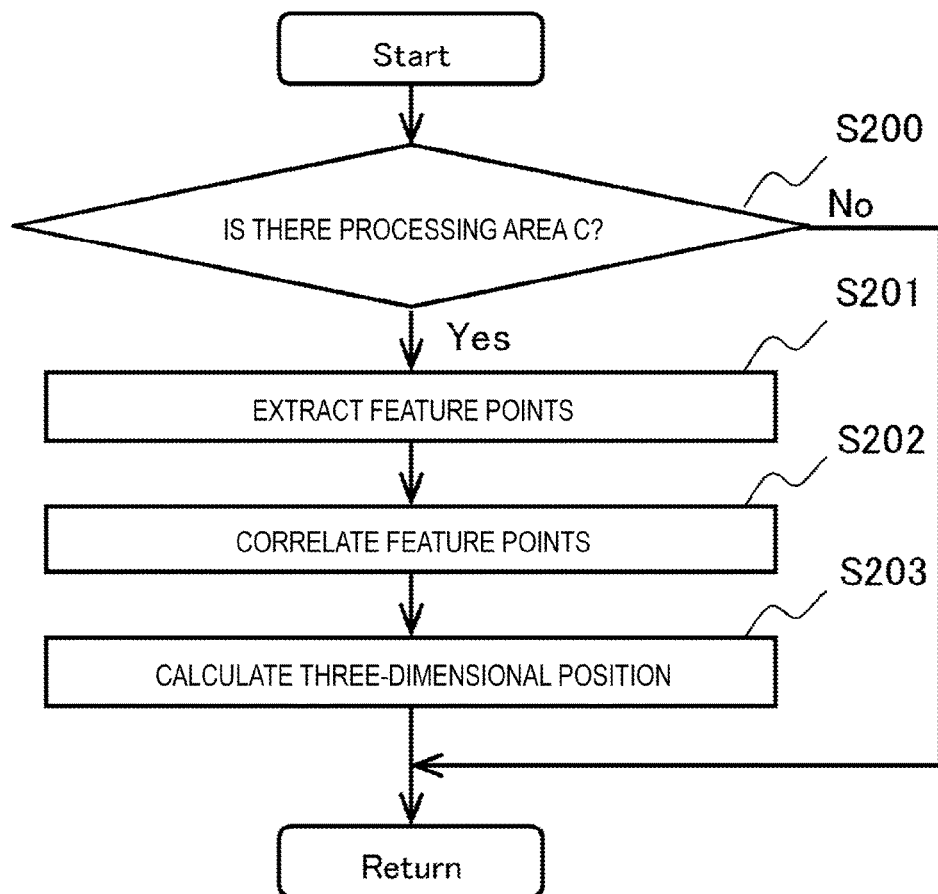 Start
S200
IS THERE PROCESSING AREA C?
No
S201
Yes
EXTRACT FEATURE POINTS
S202
CORRELATE FEATURE POINTS
S203
CALCULATE THREE-DIMENSIONAL POSITION
Return